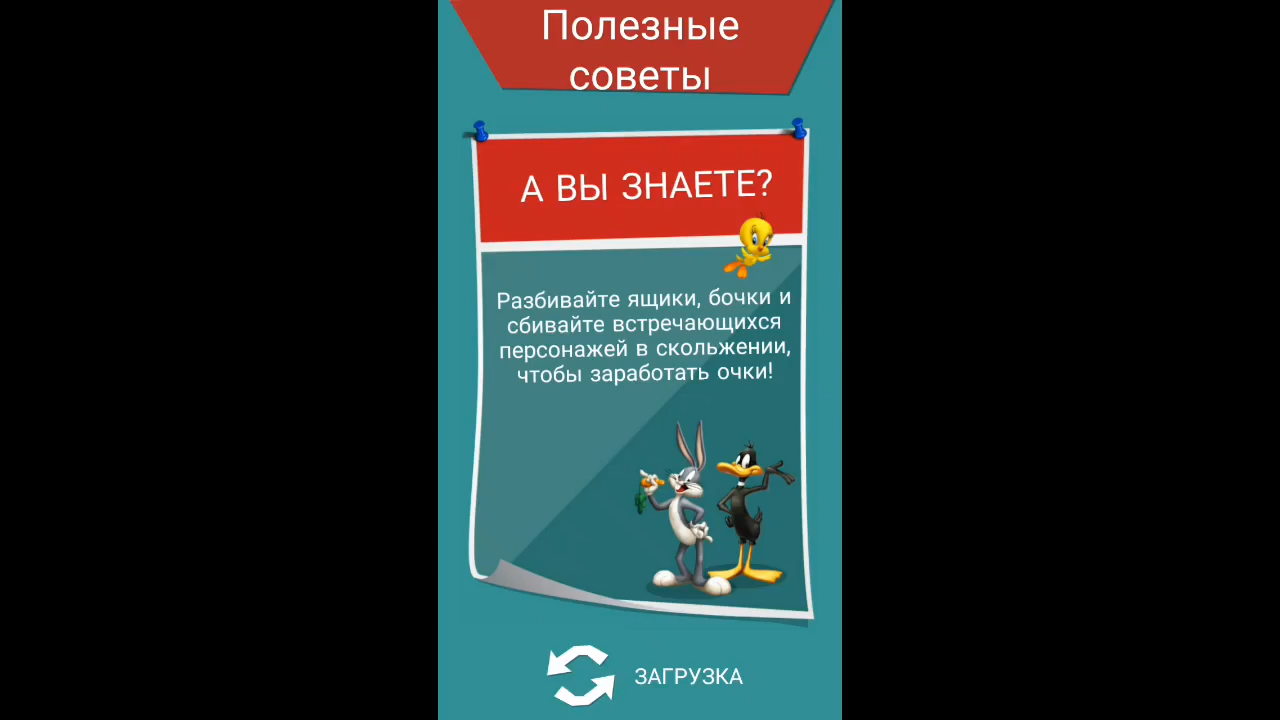 Полезные
советы
А ВЫ ЗНАЕТЕ?
Разбивайте ящики, бочки и
сбивайте встречающихся
персонажей в скольжении,
чтобы заработать очки!
ЗАГРУЗКА